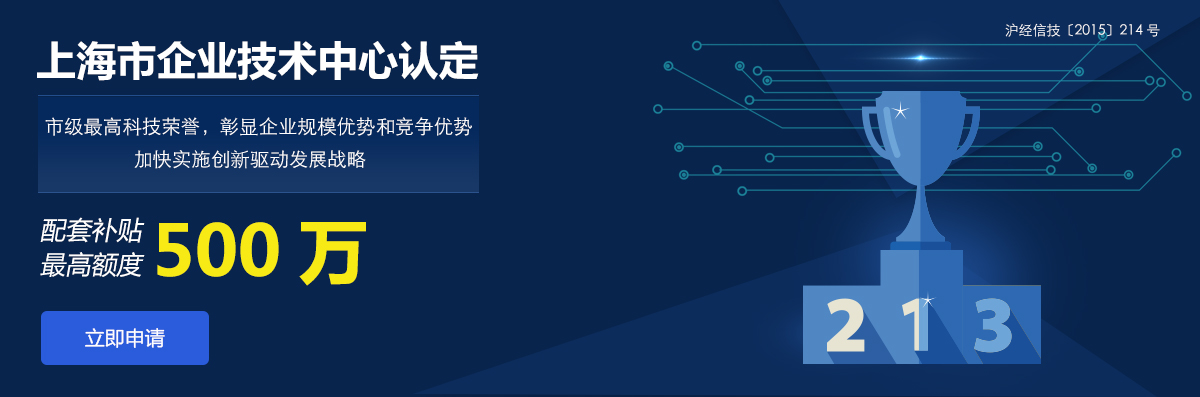 沪经信技〔2015〕214 号
上海市企业技术中心认定
市级最高科技荣誉，彰显企业规模优势和竞争优势
加快实施创新驱动发展战略
配套补贴
最高额度
500 万
立即申请
2 1 3